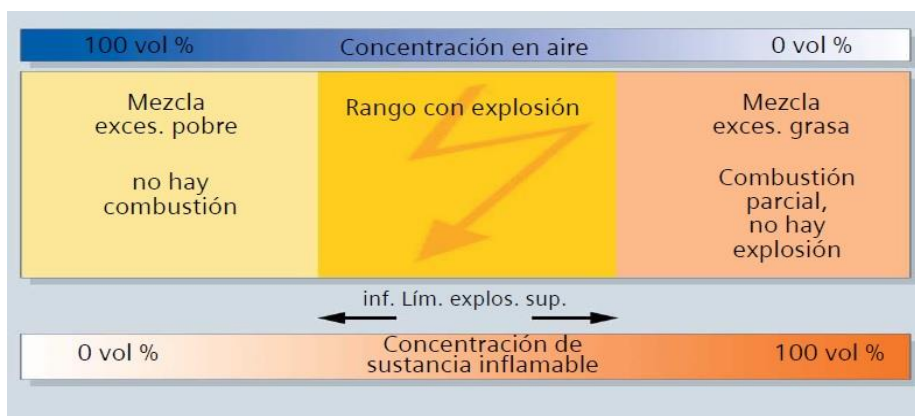 100 vol % Concentración en aire 0 vol %
Mezcla
exces. pobre
no hay
combustión
Rango con explosión
Mezcla
exces. grasa
Combustión
parcial,
no hay
explosión
inf. Lím. explos. sup.
0 vol % Concentración de 100 vol %
sustancia inflamable